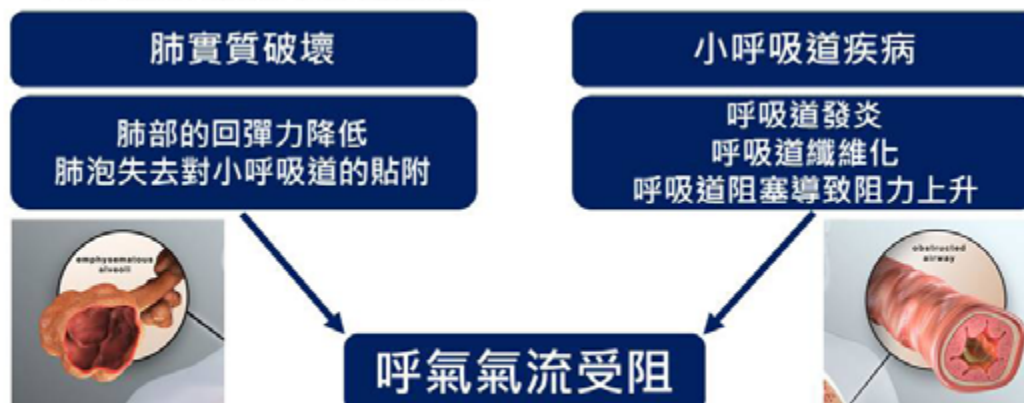 肺實質破壞
小呼吸道疾病
肺部的回彈力降低
肺泡失去對小呼吸道的貼附
呼吸道發炎
呼吸道纖維化
呼吸道阻塞導致阻力上升
emphysematous
alveoli
obstructed
airway
呼氣氣流受阻